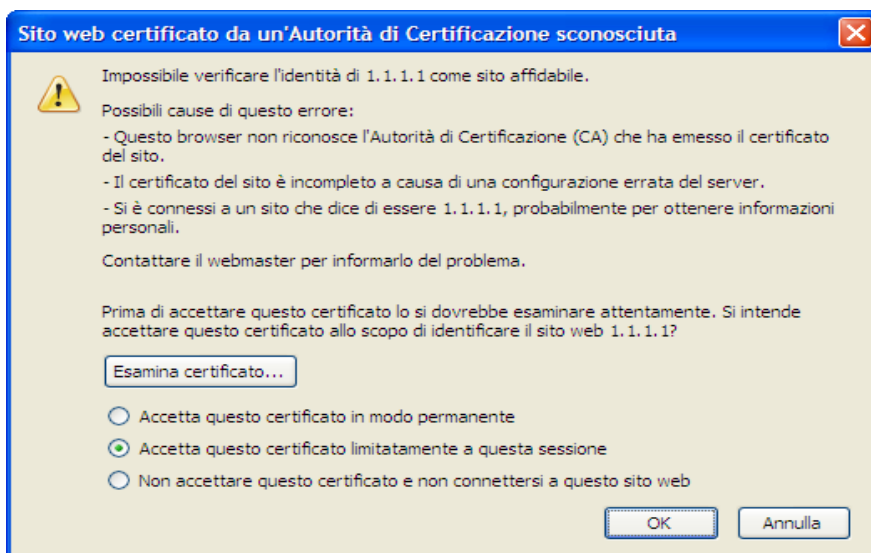 Sito web certificato da un'Autorità di Certificazione sconosciuta
Impossibile verificare l'identità di 1.1.1.1 come sito affidabile.
Possibili cause di questo errore:
- Questo browser non riconosce l'Autorità di Certificazione (CA) che ha emesso il certificato
del sito.
- Il certificato del sito è incompleto a causa di una configurazione errata del server.
- Si è connessi a un sito che dice di essere 1.1.1.1, probabilmente per ottenere informazioni
personali.
Contattare il webmaster per informarlo del problema.
Prima di accettare questo certificato lo si dovrebbe esaminare attentamente. Si intende
accettare questo certificato allo scopo di identificare il sito web 1.1.1.1?
Esamina certificato...
Accetta questo certificato in modo permanente
Accetta questo certificato limitatamente a questa sessione
Non accettare questo certificato e non connettersi a questo sito web
OK Annulla